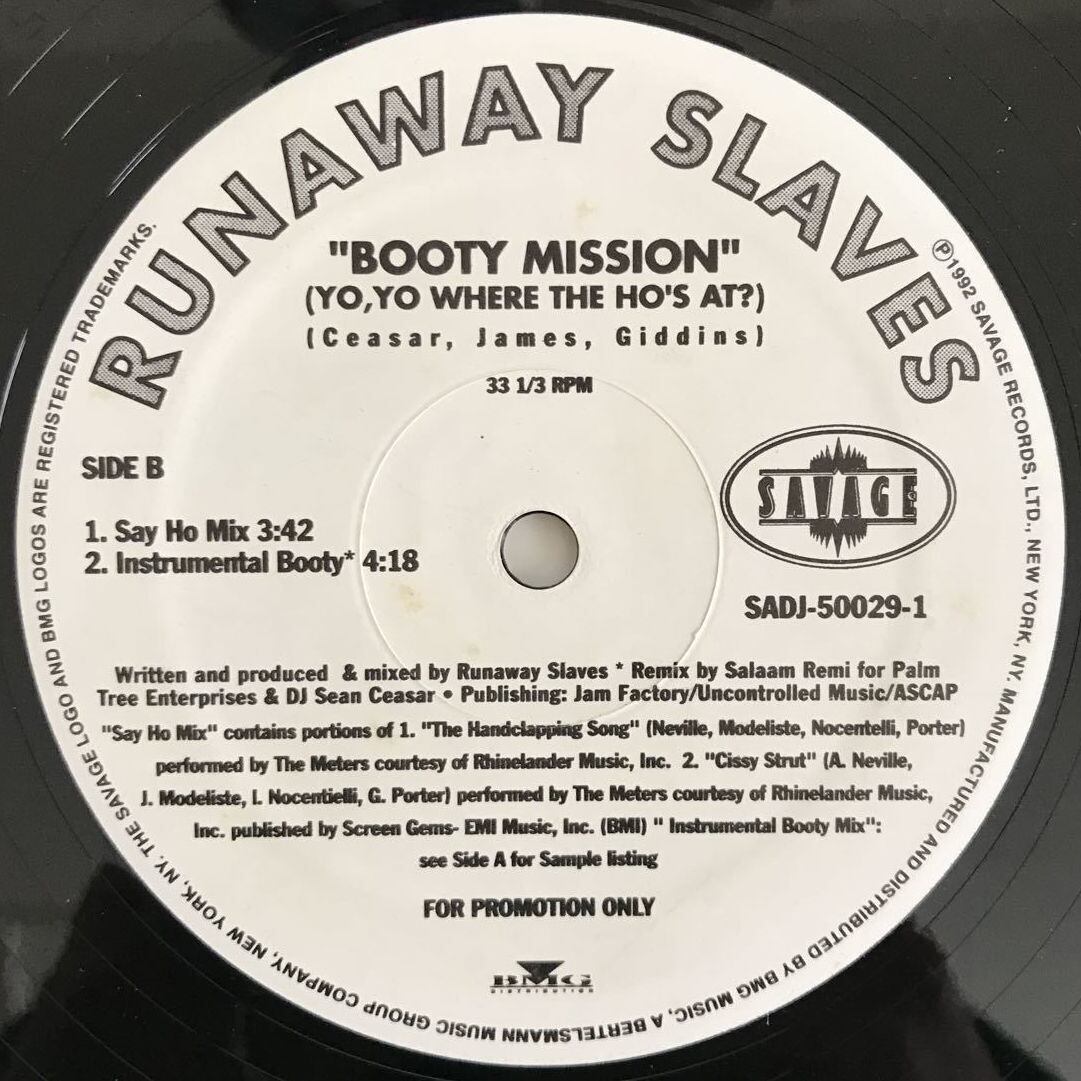 RUNAWAY SLAVES
"BOOTY MISSION"
(YO,YO WHERE THE HO'S AT?)
(Ceasar, James, Giddins)
33 1/3 RPM
SIDE B
SAVAGE
1. Say Ho Mix 3:42
2. Instrumental Booty* 4:18
SADJ-50029-1
Written and produced & mixed by Runaway Slaves * Remix by Salaam Remi for Palm
Tree Enterprises & DJ Sean Ceasar • Publishing: Jam Factory/Uncontrolled Music/ASCAP
"Say Ho Mix" contains portions of 1. "The Handclapping Song" (Neville, Modeliste, Nocentelli, Porter)
performed by The Meters courtesy of Rhinelander Music, Inc. 2. "Cissy Strut" (A. Neville,
J. Modeliste, L. Nocentielli, G. Porter) performed by The Meters courtesy of Rhinelander Music,
Inc. published by Screen Gems- EMI Music, Inc. (BMI) " Instrumental Booty Mix":
see Side A for Sample listing
FOR PROMOTION ONLY
BMG
DISTRIBUTION
℗1992 SAVAGE RECORDS, LTD., NEW YORK, NY. MANUFACTURED AND DISTRIBUTED BY BMG MUSIC, A BERTELSMANN MUSIC GROUP COMPANY, NEW YORK, NY. THE SAVAGE LOGO AND BMG LOGOS ARE REGISTERED TRADEMARKS.